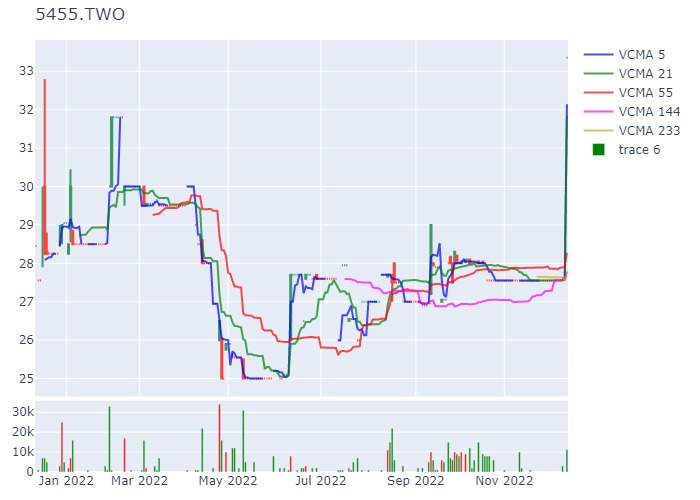 5455.TWO
VCMA 5
VCMA 21
VCMA 55
VCMA 144
VCMA 233
trace 6
33
32
31
30
29
28
27
26
25
30k
20k
10k
0
Jan 2022 Mar 2022 May 2022 Jul 2022 Sep 2022 Nov 2022